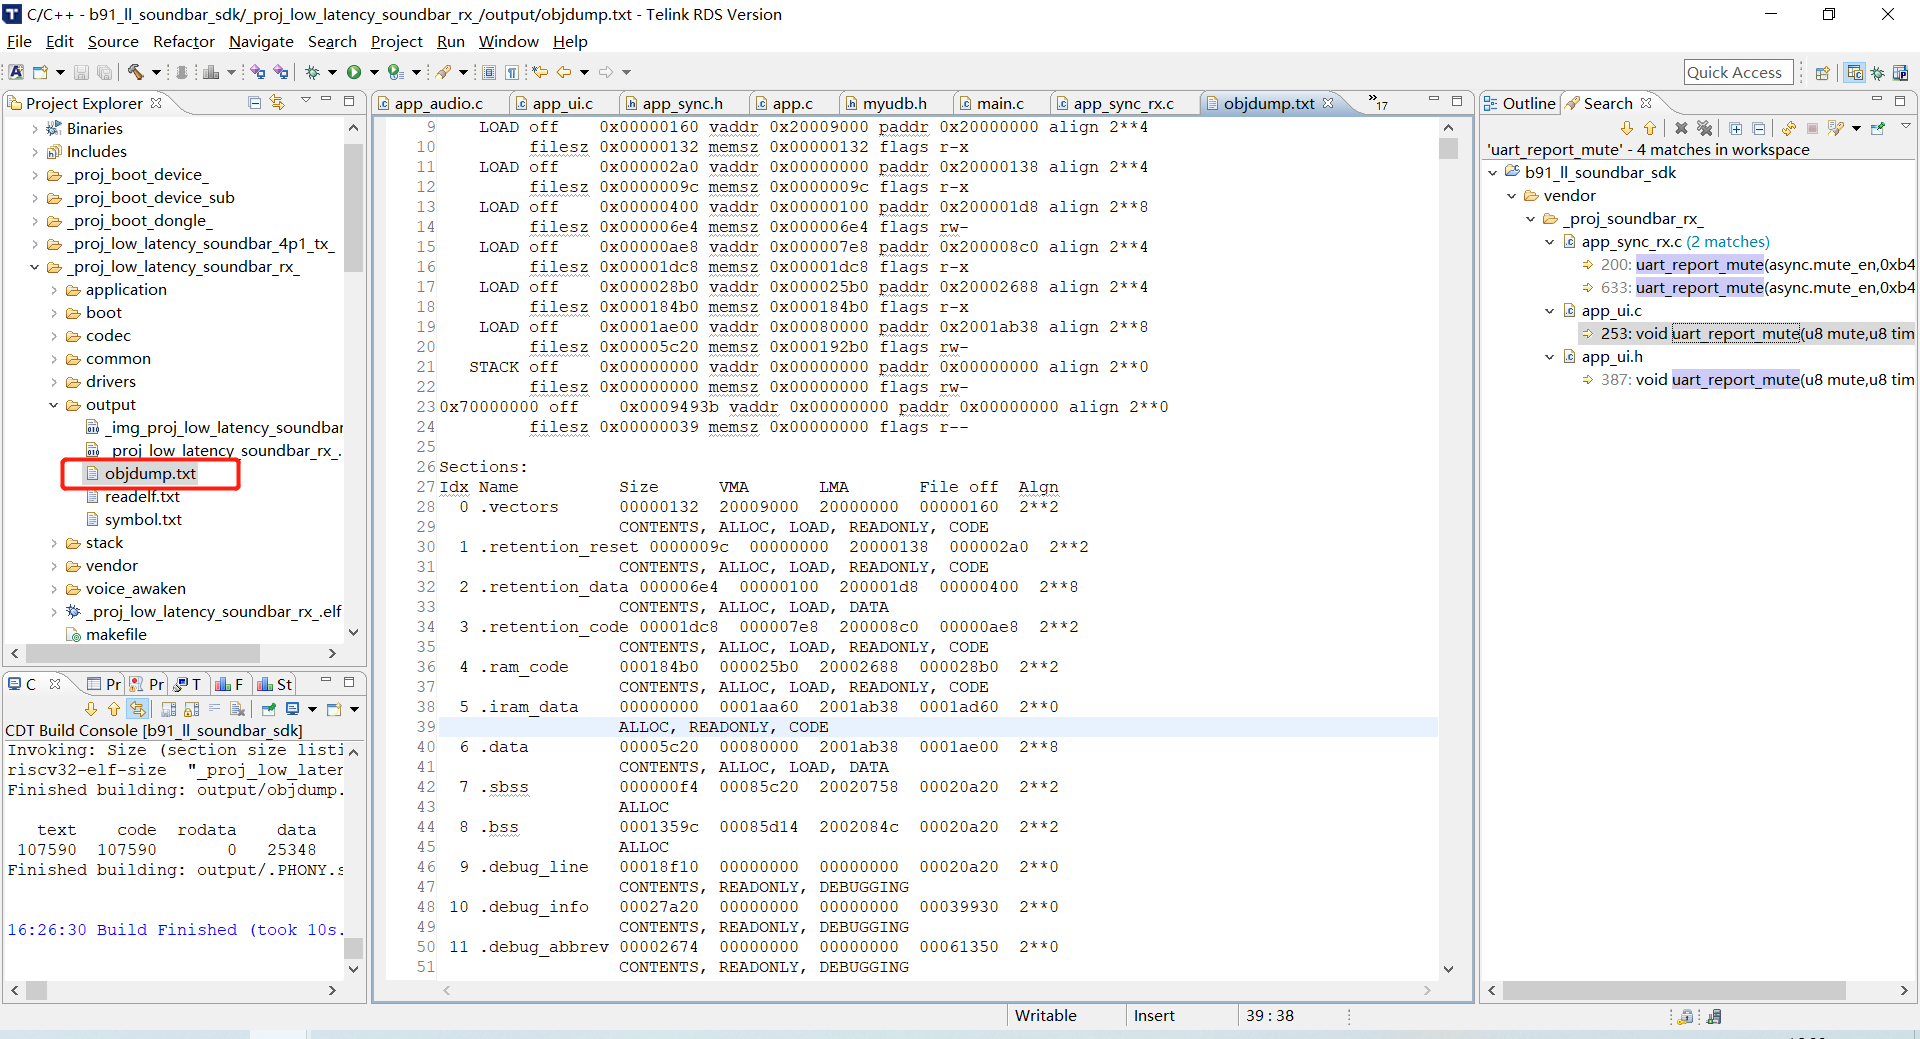 C/C++ - b91_ll_soundbar_sdk/_proj_low_latency_soundbar_rx_/output/objdump.txt - Telink RDS Version
File Edit Source Refactor Navigate Search Project Run Window Help
Quick Access
Project Explorer
Binaries
Includes
_proj_boot_device_
_proj_boot_device_sub
_proj_boot_dongle_
_proj_low_latency_soundbar_4p1_tx_
_proj_low_latency_soundbar_rx_
application
boot
codec
common
drivers
output
_img_proj_low_latency_soundbar
_proj_low_latency_soundbar_rx_.
objdump.txt
readelf.txt
symbol.txt
stack
vendor
voice_awaken
_proj_low_latency_soundbar_rx_.elf
makefile
C Pr Pr T F St
CDT Build Console [b91_ll_soundbar_sdk]
Invoking: Size (section size listi
riscv32-elf-size "_proj_low_laten
Finished building: output/objdump.
text code rodata data
107590 107590 0 25348
Finished building: output/.PHONY.s
16:26:30 Build Finished (took 10s.
app_audio.c app_ui.c app_sync.h app.c myudb.h main.c app_sync_rx.c objdump.txt »17
9 LOAD off 0x00000160 vaddr 0x20009000 paddr 0x20000000 align 2**4
10 filesz 0x00000132 memsz 0x00000132 flags r-x
11 LOAD off 0x000002a0 vaddr 0x00000000 paddr 0x20000138 align 2**4
12 filesz 0x0000009c memsz 0x0000009c flags r-x
13 LOAD off 0x00000400 vaddr 0x00000100 paddr 0x200001d8 align 2**8
14 filesz 0x000006e4 memsz 0x000006e4 flags rw-
15 LOAD off 0x00000ae8 vaddr 0x000007e8 paddr 0x200008c0 align 2**4
16 filesz 0x00001dc8 memsz 0x00001dc8 flags r-x
17 LOAD off 0x000028b0 vaddr 0x000025b0 paddr 0x20002688 align 2**4
18 filesz 0x000184b0 memsz 0x000184b0 flags r-x
19 LOAD off 0x0001ae00 vaddr 0x00080000 paddr 0x2001ab38 align 2**8
20 filesz 0x00005c20 memsz 0x000192b0 flags rw-
21 STACK off 0x00000000 vaddr 0x00000000 paddr 0x00000000 align 2**0
22 filesz 0x00000000 memsz 0x00000000 flags rw-
23 0x70000000 off 0x0009493b vaddr 0x00000000 paddr 0x00000000 align 2**0
24 filesz 0x00000039 memsz 0x00000000 flags r--
25
26 Sections:
27 Idx Name Size VMA LMA File off Algn
28 0 .vectors 00000132 20009000 20000000 00000160 2**2
29 CONTENTS, ALLOC, LOAD, READONLY, CODE
30 1 .retention_reset 0000009c 00000000 20000138 000002a0 2**2
31 CONTENTS, ALLOC, LOAD, READONLY, CODE
32 2 .retention_data 000006e4 00000100 200001d8 00000400 2**8
33 CONTENTS, ALLOC, LOAD, DATA
34 3 .retention_code 00001dc8 000007e8 200008c0 00000ae8 2**2
35 CONTENTS, ALLOC, LOAD, READONLY, CODE
36 4 .ram_code 000184b0 000025b0 20002688 000028b0 2**2
37 CONTENTS, ALLOC, LOAD, READONLY, CODE
38 5 .iram_data 00000000 0001aa60 2001ab38 0001ad60 2**0
39 ALLOC, READONLY, CODE
40 6 .data 00005c20 00080000 2001ab38 0001ae00 2**8
41 CONTENTS, ALLOC, LOAD, DATA
42 7 .sbss 000000f4 00085c20 20020758 00020a20 2**2
43 ALLOC
44 8 .bss 0001359c 00085d14 2002084c 00020a20 2**2
45 ALLOC
46 9 .debug_line 00018f10 00000000 00000000 00020a20 2**0
47 CONTENTS, READONLY, DEBUGGING
48 10 .debug_info 00027a20 00000000 00000000 00039930 2**0
49 CONTENTS, READONLY, DEBUGGING
50 11 .debug_abbrev 00002674 00000000 00000000 00061350 2**0
51 CONTENTS, READONLY, DEBUGGING
Outline Search
'uart_report_mute' - 4 matches in workspace
b91_ll_soundbar_sdk
vendor
_proj_soundbar_rx_
app_sync_rx.c (2 matches)
200: uart_report_mute(async.mute_en,0xb4
633: uart_report_mute(async.mute_en,0xb4
app_ui.c
253: void uart_report_mute(u8 mute,u8 tim
app_ui.h
387: void uart_report_mute(u8 mute,u8 tim
Writable Insert 39 : 38